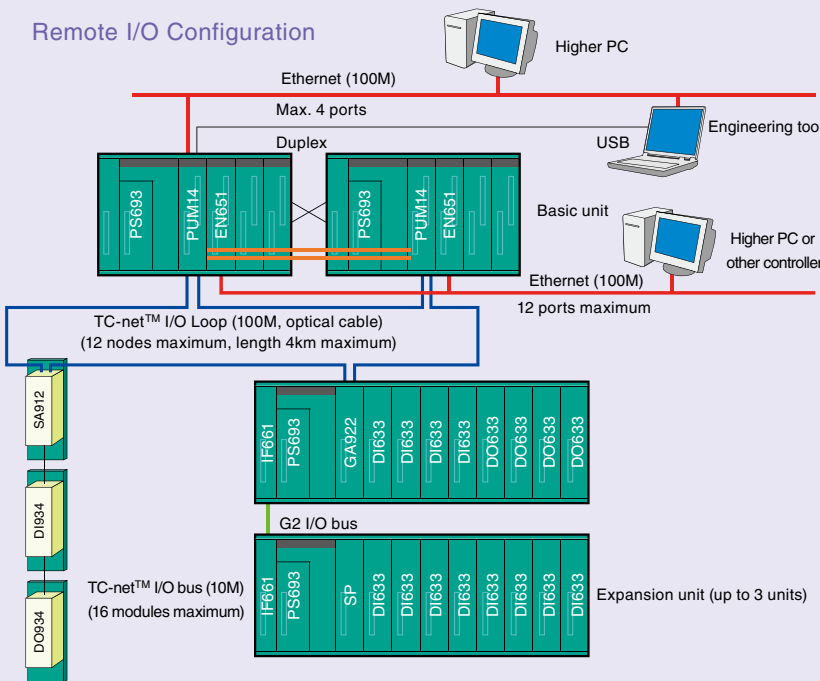 Remote I/O Configuration
Higher PC
Ethernet (100M)
Max. 4 ports
Engineering too
USB
Duplex
PS693
PUM14
EN651
PS693
PUM14
EN651
Basic unit
Higher PC or
other controller
Ethernet (100M)
12 ports maximum
TC-net™ I/O Loop (100M, optical cable)
(12 nodes maximum, length 4km maximum)
SA912
DI934
DO934
IF661
PS693
GA922
DI633
DI633
DI633
DI633
DO633
DO633
DO633
DO633
G2 I/O bus
TC-net™ I/O bus (10M)
(16 modules maximum)
IF661
PS693
SP
DI633
DI633
DI633
DI633
DI633
DI633
DI633
DI633
Expansion unit (up to 3 units)